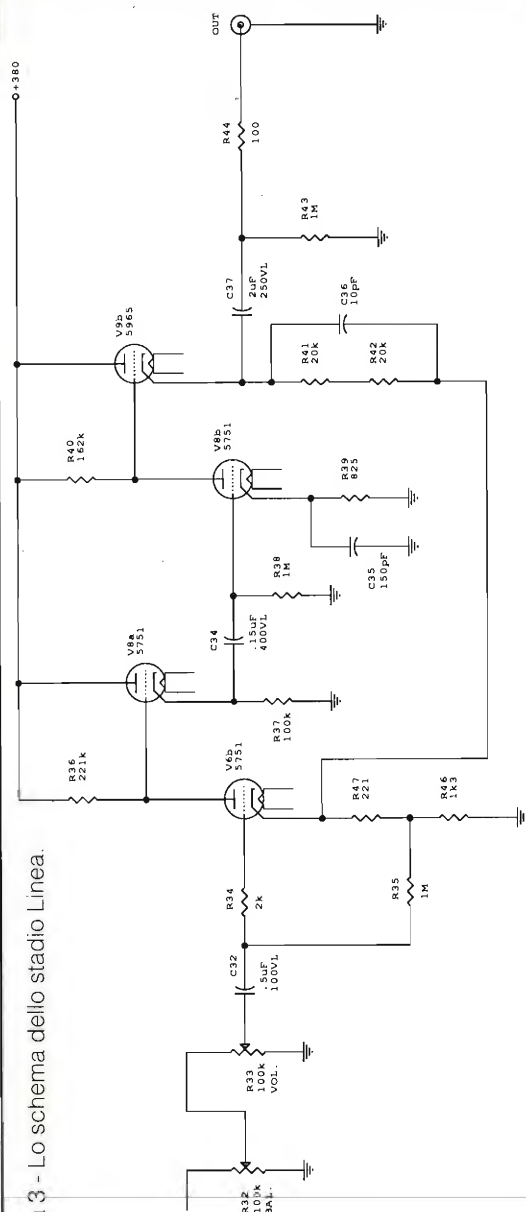 3 - Lo schema dello stadio Linea.
+380
R32
100k
BAL.
R33
100k
VOL.
C32
.5uF
100VL
R34
2k
R35
1M
R36
221k
V6b
5751
R47
221
R46
1k3
V8a
5751
R37
100k
C34
.15uF
400VL
R38
1M
R40
162k
V8b
5751
C35
150pF
R39
825
V9b
5965
R41
20k
R42
20k
C36
10pF
C37
2uF
250VL
R43
1M
R44
100
OUT